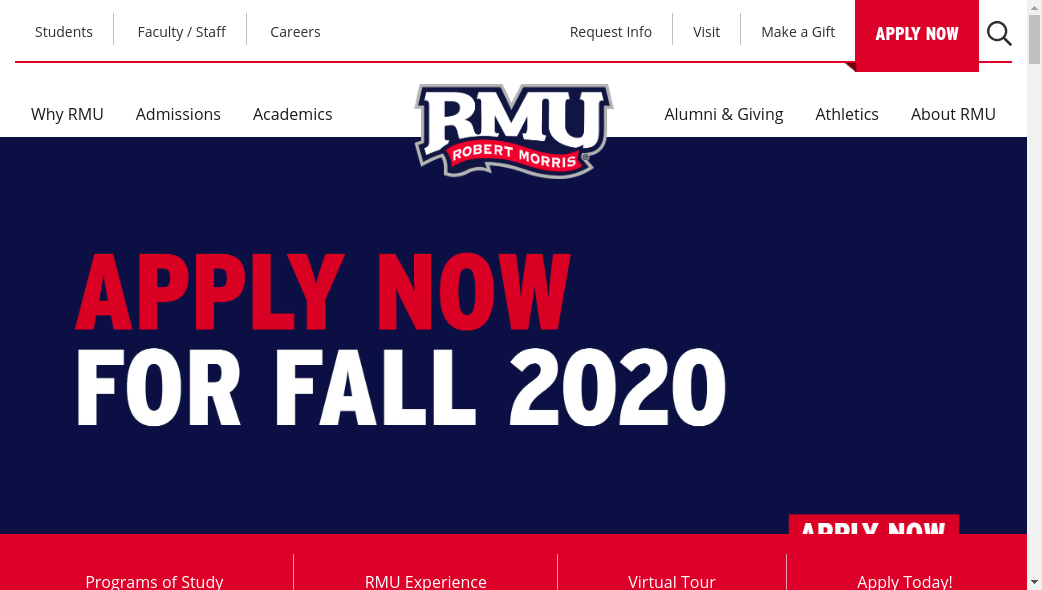 Students
Faculty / Staff
Careers
Request Info
Visit
Make a Gift
APPLY NOW
Why RMU
Admissions
Academics
RMU
ROBERT MORRIS
Alumni & Giving
Athletics
About RMU
APPLY NOW
FOR FALL 2020
APPLY NOW
Programs of Study
RMU Experience
Virtual Tour
Apply Today!